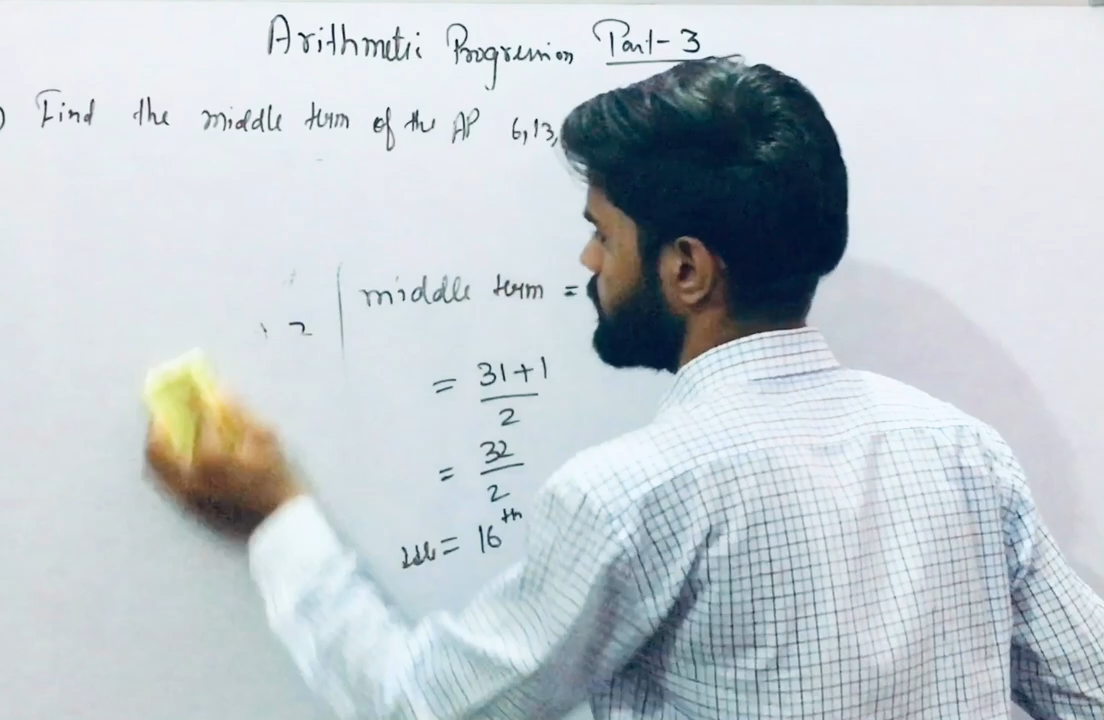 Arithmetic Progression Part-3
) Find the middle term of the AP 6,13,
2 | middle term =
= 31+1
2
= 32
2
= 16th